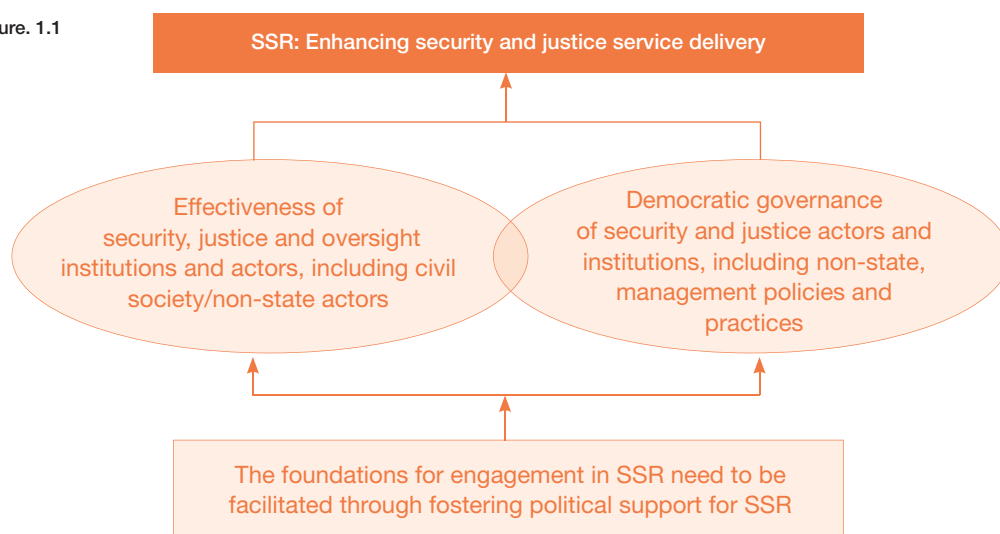 ure. 1.1
SSR: Enhancing security and justice service delivery
Effectiveness of
security, justice and oversight
institutions and actors, including civil
society/non-state actors
Democratic governance
of security and justice actors and
institutions, including non-state,
management policies and
practices
The foundations for engagement in SSR need to be
facilitated through fostering political support for SSR